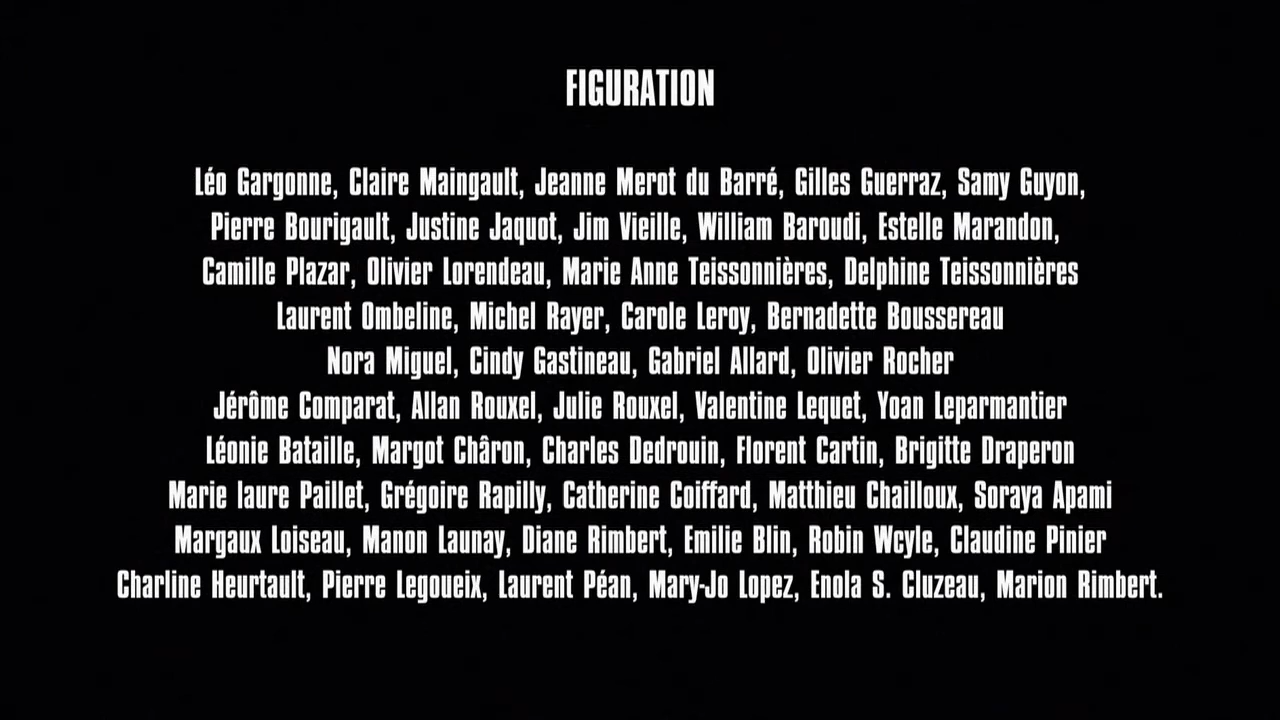 FIGURATION
Léo Gargonne, Claire Maingault, Jeanne Merot du Barré, Gilles Guerraz, Samy Guyon,
Pierre Bourigault, Justine Jaquot, Jim Vieille, William Baroudi, Estelle Marandon,
Camille Plazar, Olivier Lorendeau, Marie Anne Teissonnières, Delphine Teissonnières
Laurent Ombeline, Michel Rayer, Carole Leroy, Bernadette Boussereau
Nora Miguel, Cindy Gastineau, Gabriel Allard, Olivier Rocher
Jérôme Comparat, Allan Rouxel, Julie Rouxel, Valentine Lequet, Yoan Leparmantier
Léonie Bataille, Margot Châron, Charles Dedrouin, Florent Cartin, Brigitte Draperon
Marie laure Paillet, Grégoire Rapilly, Catherine Coiffard, Matthieu Chailloux, Soraya Apami
Margaux Loiseau, Manon Launay, Diane Rimbert, Emilie Blin, Robin Wcyle, Claudine Pinier
Charline Heurtault, Pierre Legoueix, Laurent Péan, Mary-Jo Lopez, Enola S. Cluzeau, Marion Rimbert.